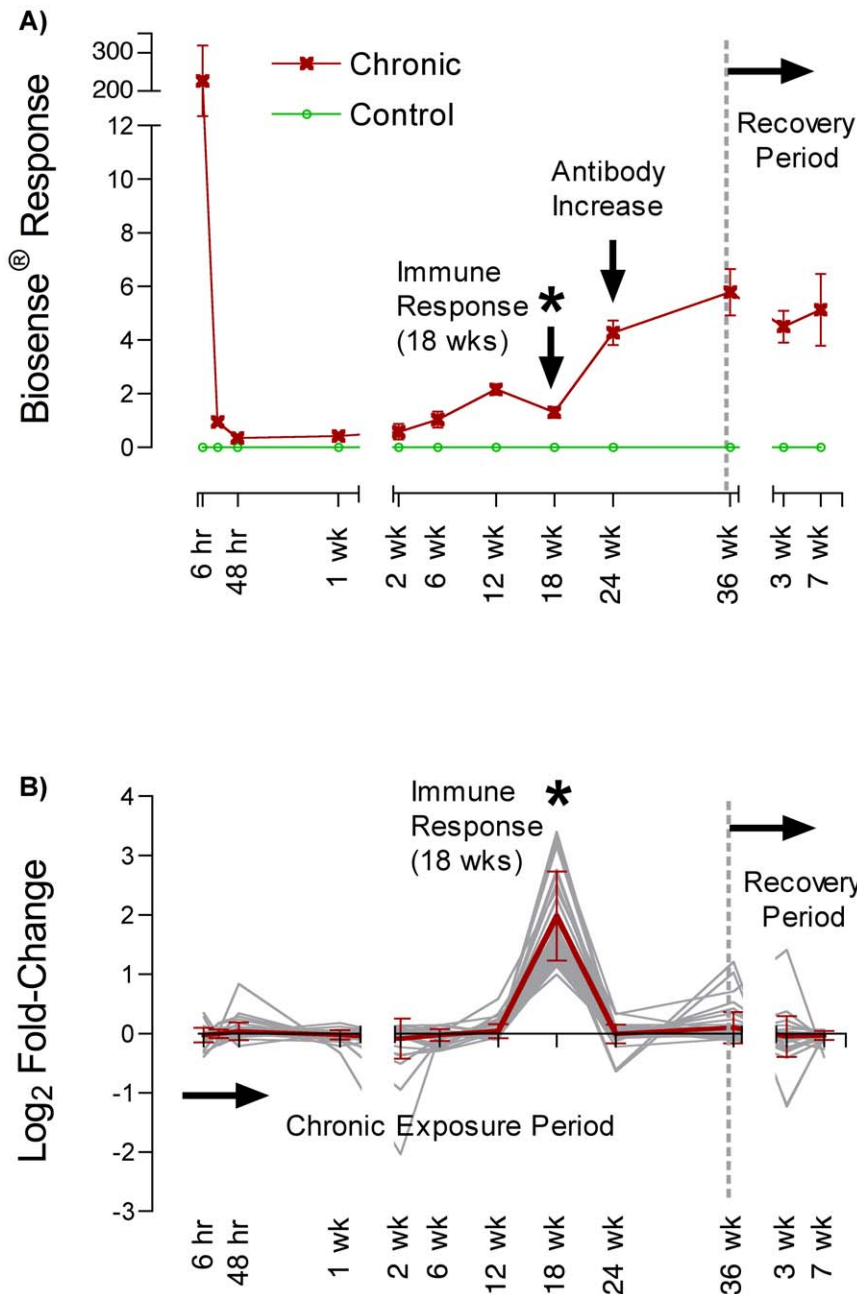 A)
Biosense® Response
300
200
12
10
8
6
4
2
0
Chronic
Control
Recovery
Period
Antibody
Increase
Immune
Response
(18 wks)
*
6 hr
48 hr
1 wk
2 wk
6 wk
12 wk
18 wk
24 wk
36 wk
3 wk
7 wk
B)
Log2 Fold-Change
4
3
2
1
0
-1
-2
-3
Immune
Response
(18 wks)
*
Recovery
Period
Chronic Exposure Period
6 hr
48 hr
1 wk
2 wk
6 wk
12 wk
18 wk
24 wk
36 wk
3 wk
7 wk